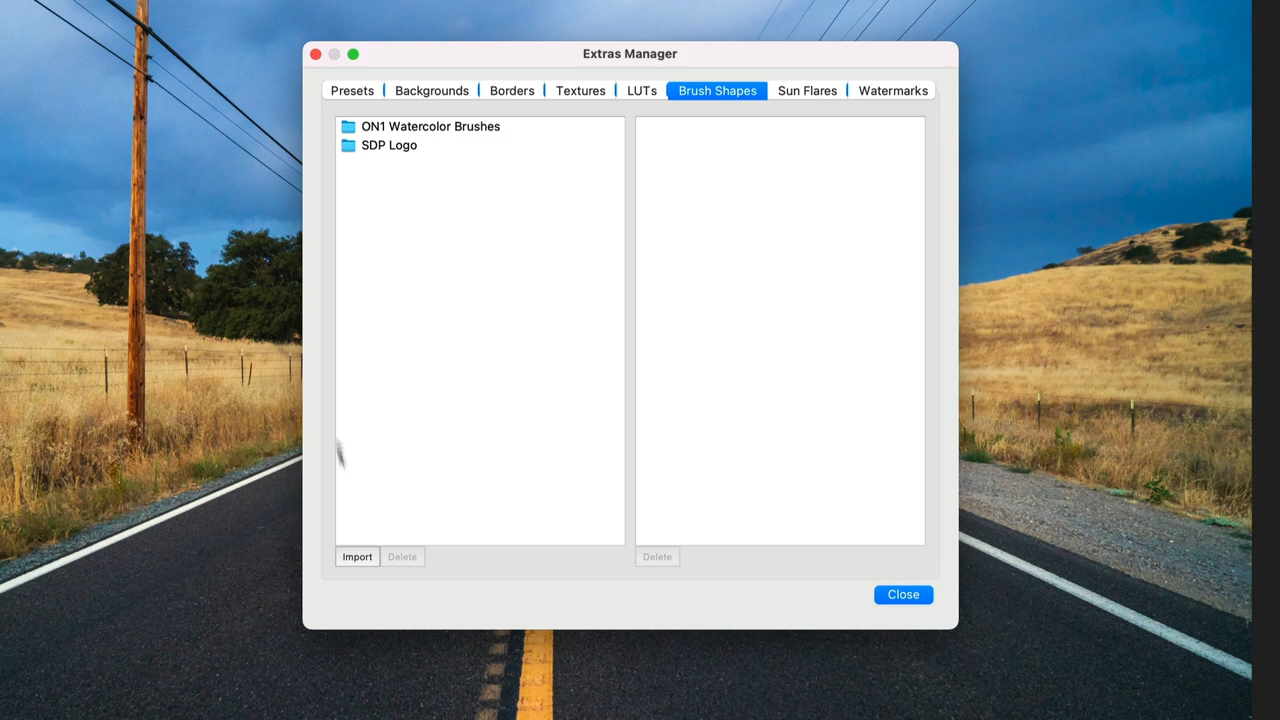 Extras Manager
Presets Backgrounds Borders Textures LUTs Brush Shapes Sun Flares Watermarks
ON1 Watercolor Brushes
SDP Logo
Import Delete Delete
Close